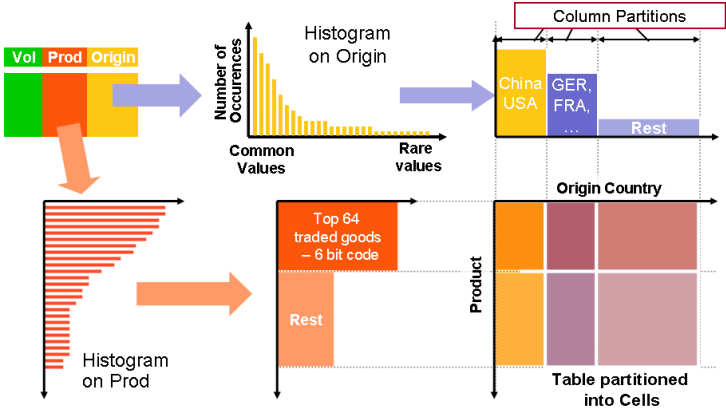 Column Partitions
Histogram
on Origin
Vol Prod Origin
Number of
Occurences
China
USA
GER,
FRA,
...
Rest
Common
Values
Rare
values
Origin Country
Top 64
traded goods
– 6 bit code
Product
Rest
Histogram
on Prod
Table partitioned
into Cells